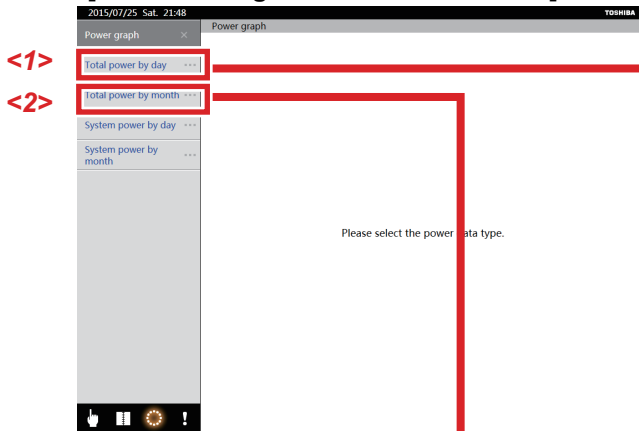 2015/07/25 Sat. 21:48
TOSHIBA
Power graph ×
Power graph
<1>
Total power by day ...
<2>
Total power by month ...
System power by day ...
System power by
month ...
Please select the power data type.
!